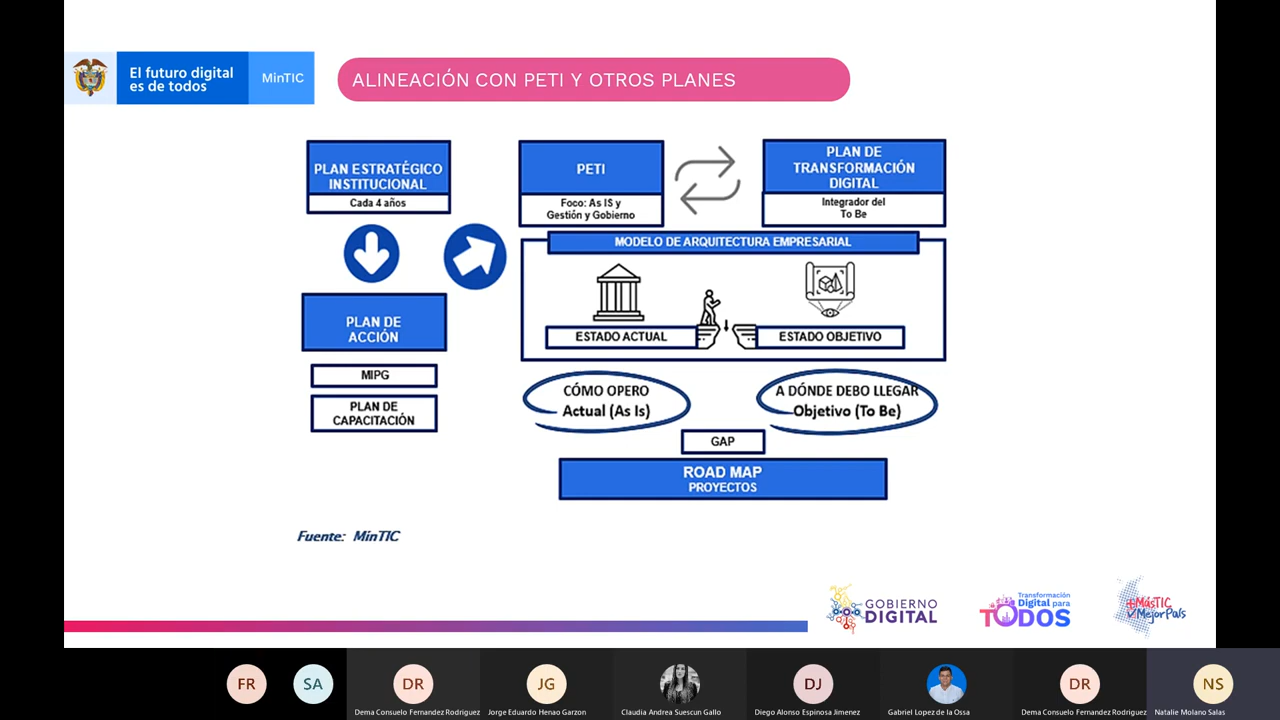 El futuro digital
es de todos
MinTIC
ALINEACIÓN CON PETI Y OTROS PLANES
PLAN ESTRATÉGICO
INSTITUCIONAL
Cada 4 años
PETI
Foco: As IS y
Gestión y Gobierno
PLAN DE
TRANSFORMACIÓN
DIGITAL
Integrador del
To Be
MODELO DE ARQUITECTURA EMPRESARIAL
ESTADO ACTUAL
ESTADO OBJETIVO
PLAN DE
ACCIÓN
MIPG
PLAN DE
CAPACITACIÓN
CÓMO OPERO
Actual (As Is)
A DÓNDE DEBO LLEGAR
Objetivo (To Be)
GAP
ROAD MAP
PROYECTOS
Fuente: MinTIC
GOBIERNO
DIGITAL
Transformación
Digital para
TODOS
+MásTIC
MejorPaís
FR
SA
DR
JG
DJ
DR
NS
Dema Consuelo Fernandez Rodriguez
Jorge Eduardo Henao Garzon
Claudia Andrea Suescun Gallo
Diego Alonso Espinosa Jimenez
Gabriel Lopez de la Ossa
Dema Consuelo Fernandez Rodriguez
Natalie Molano Salas